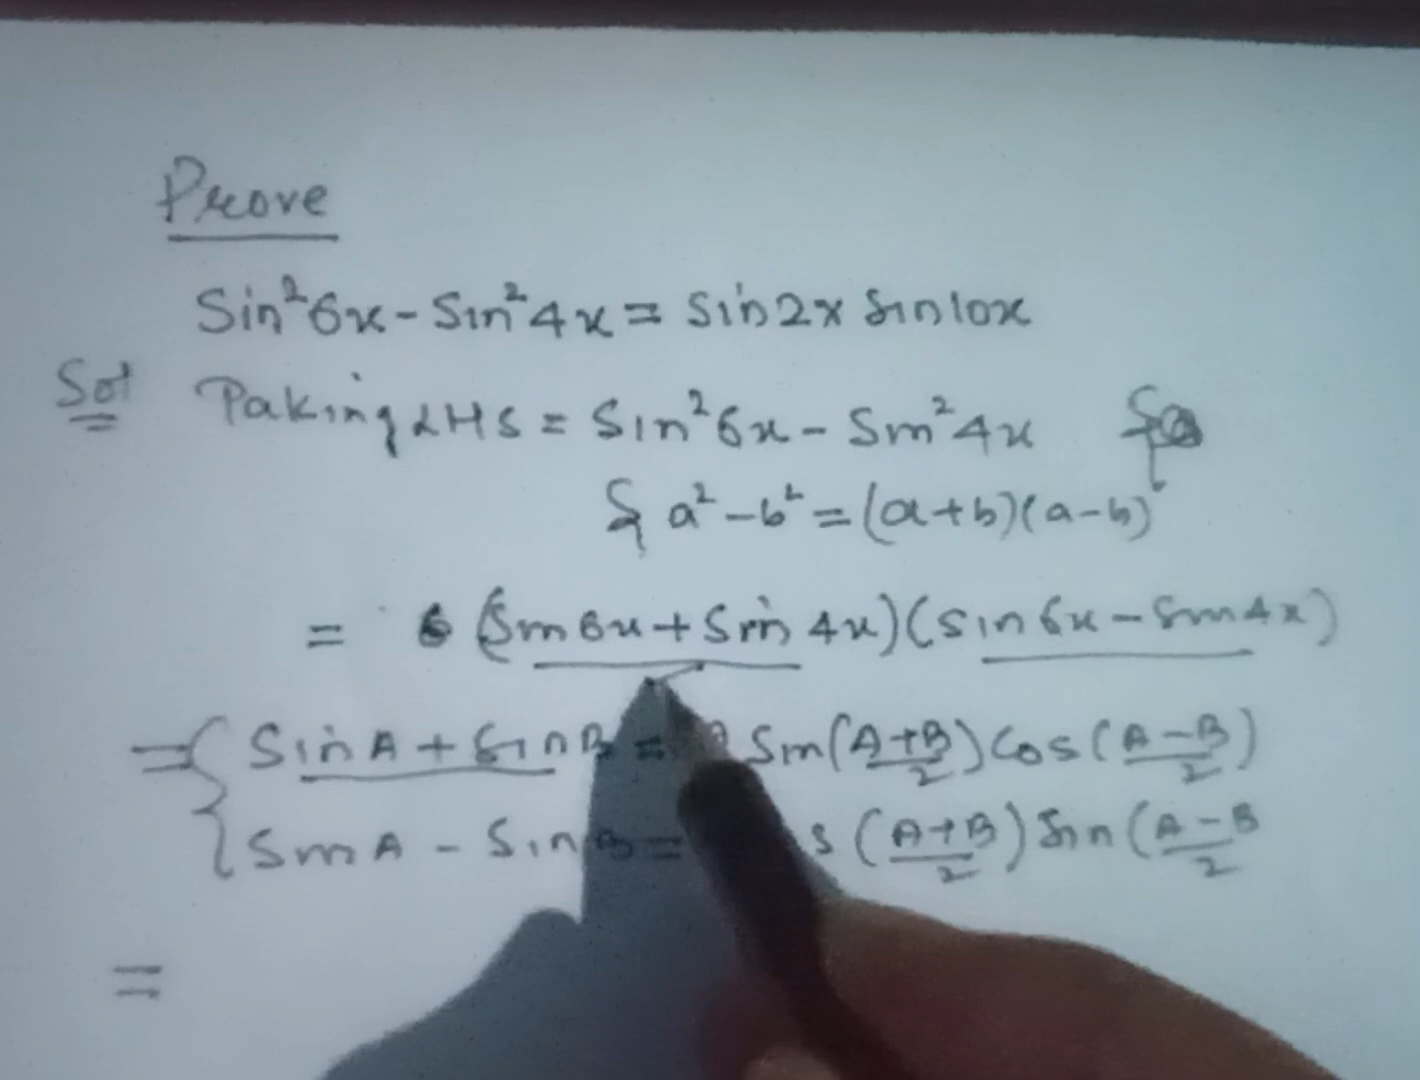 Prove
Sin²6x - Sin²4x = Sin2x Sin10x
Sol Taking LHS = Sin²6x - Sin²4x
{ a² - b² = (a+b)(a-b)
= (Sin6x + Sin4x)(Sin6x - Sin4x)
= { SinA + SinB = Sin(A+B/2) Cos(A-B/2)
SinA - SinB = s (A+B/2) Sin(A-B/2
=